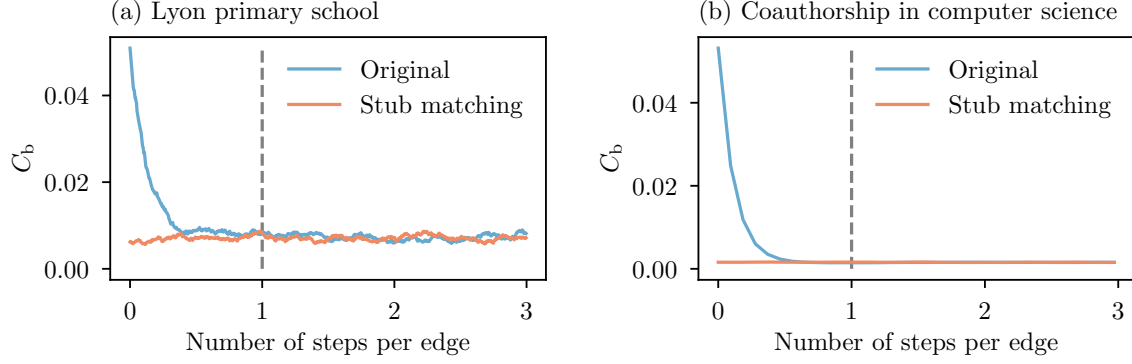 (a) Lyon primary school
C_b
0.04
0.02
0.00
Original
Stub matching
0 1 2 3
Number of steps per edge
(b) Coauthorship in computer science
C_b
0.04
0.02
0.00
Original
Stub matching
0 1 2 3
Number of steps per edge